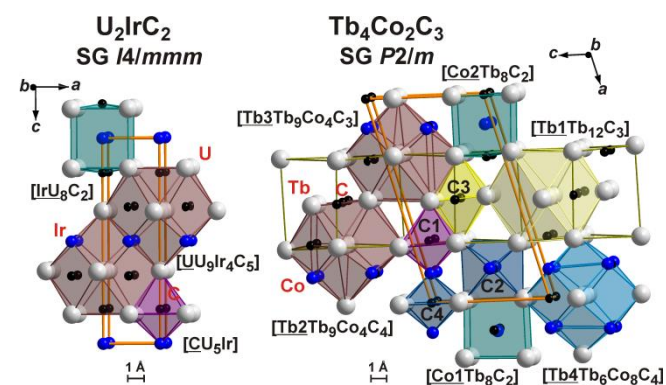 U₂IrC₂
SG I4/mmm
Tb₄Co₂C₃
SG P2/m
b
a
c
c
b
a
[Co2Tb₈C₂]
[Tb3Tb₉Co₄C₃]
[Tb1Tb₁₂C₃]
U
[IrU₈C₂]
Tb
C
C3
Ir
C1
[UU₉Ir₄C₅]
Co
C2
C
C4
[Tb2Tb₉Co₄C₄]
[CU₅Ir]
1 Å
1 Å
[Co1Tb₈C₂]
[Tb4Tb₆Co₈C₄]